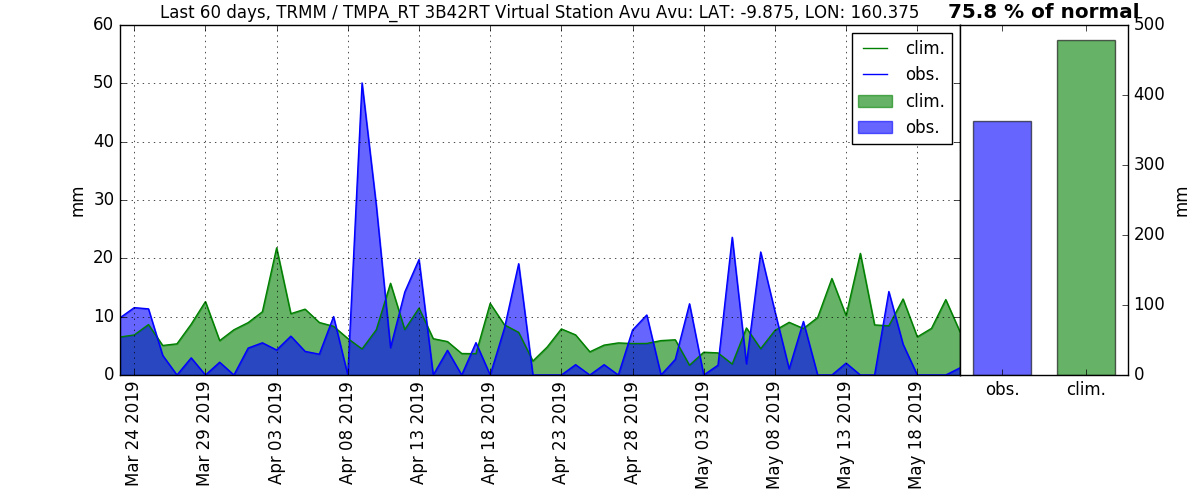 Last 60 days, TRMM / TMPA_RT 3B42RT Virtual Station Avu Avu: LAT: -9.875, LON: 160.375
75.8 % of normal
60
50
40
30
20
10
0
mm
clim.
obs.
clim.
obs.
500
400
300
200
100
0
mm
obs.
clim.
Mar 24 2019
Mar 29 2019
Apr 03 2019
Apr 08 2019
Apr 13 2019
Apr 18 2019
Apr 23 2019
Apr 28 2019
May 03 2019
May 08 2019
May 13 2019
May 18 2019